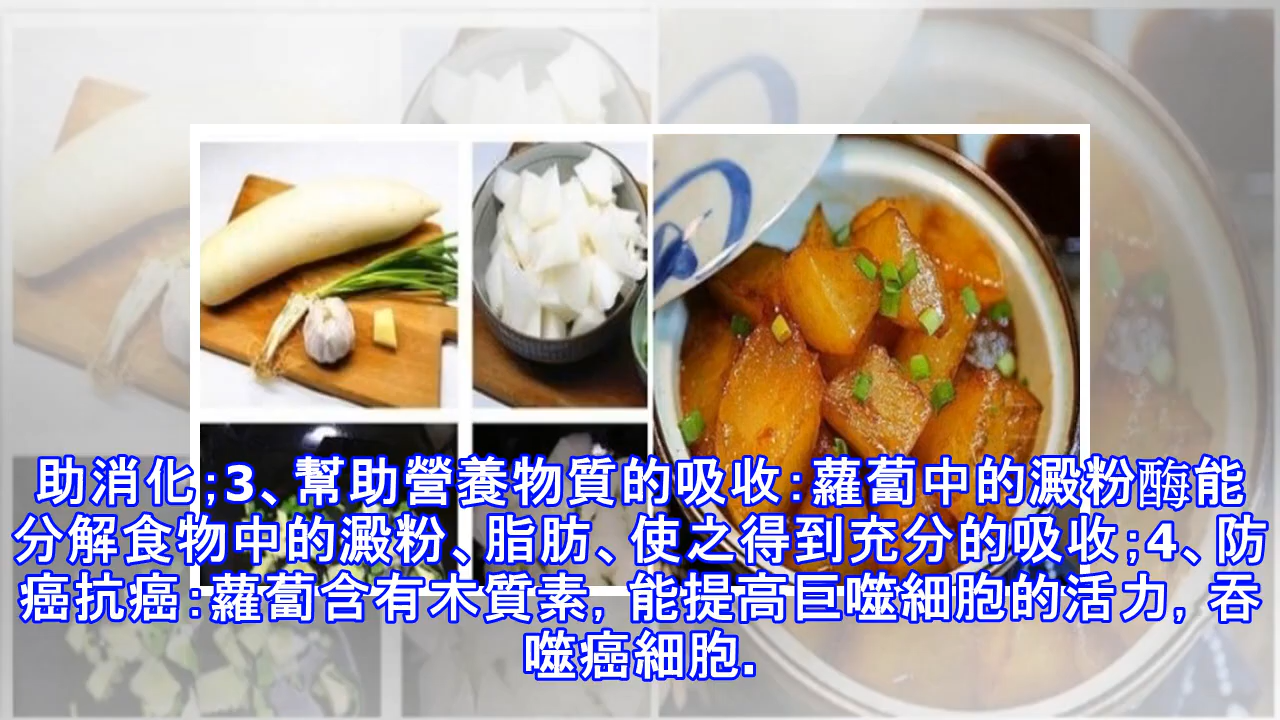 助消化;3、幫助營養物質的吸收:蘿蔔中的澱粉酶能
分解食物中的澱粉、脂肪、使之得到充分的吸收;4、防
癌抗癌:蘿蔔含有木質素, 能提高巨噬細胞的活力, 吞
噬癌細胞.